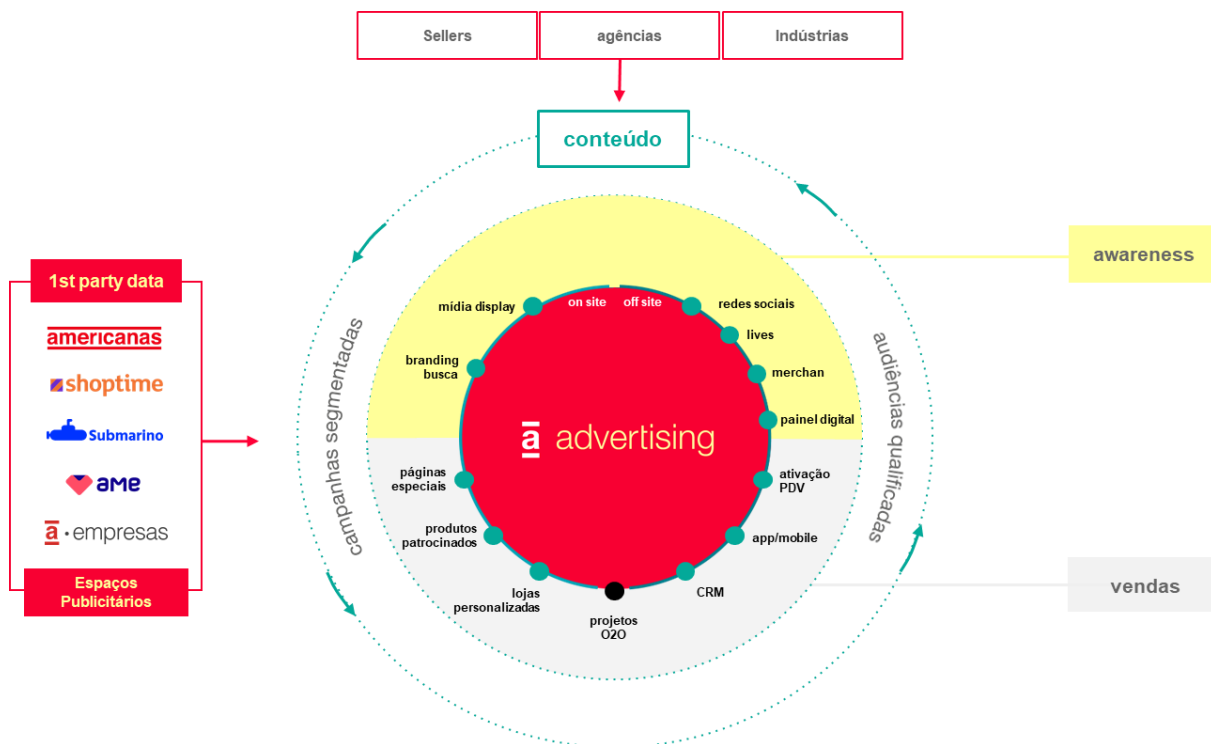 Sellers
agências
Indústrias
conteúdo
awareness
1st party data
americanas
shoptime
Submarino
ame
ā • empresas
Espaços
Publicitários
campanhas segmentadas
audiências qualificadas
on site
off site
mídia display
branding
busca
redes sociais
lives
merchan
painel digital
ā advertising
páginas
especiais
produtos
patrocinados
lojas
personalizadas
projetos
O2O
CRM
app/mobile
ativação
PDV
vendas